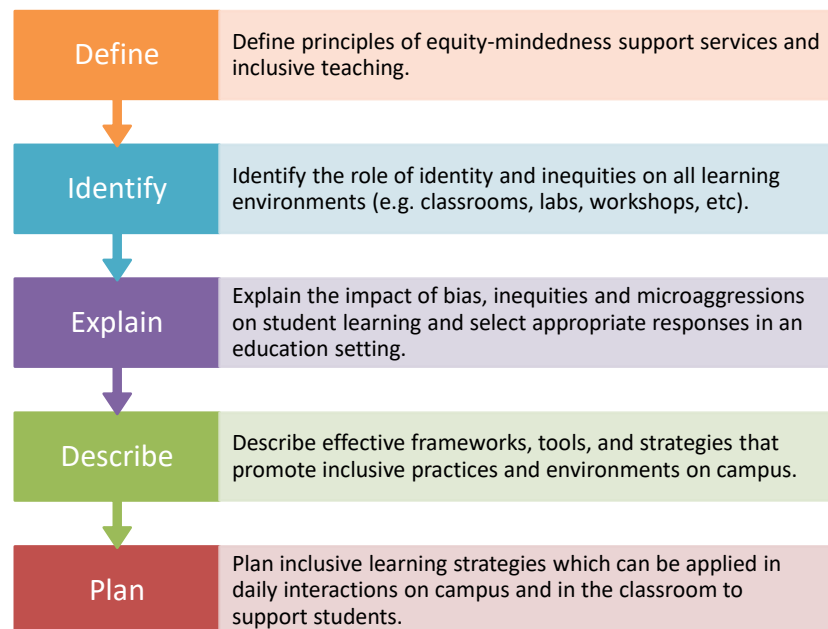 Define
Define principles of equity-mindedness support services and
inclusive teaching.
Identify
Identify the role of identity and inequities on all learning
environments (e.g. classrooms, labs, workshops, etc).
Explain
Explain the impact of bias, inequities and microaggressions
on student learning and select appropriate responses in an
education setting.
Describe
Describe effective frameworks, tools, and strategies that
promote inclusive practices and environments on campus.
Plan
Plan inclusive learning strategies which can be applied in
daily interactions on campus and in the classroom to
support students.